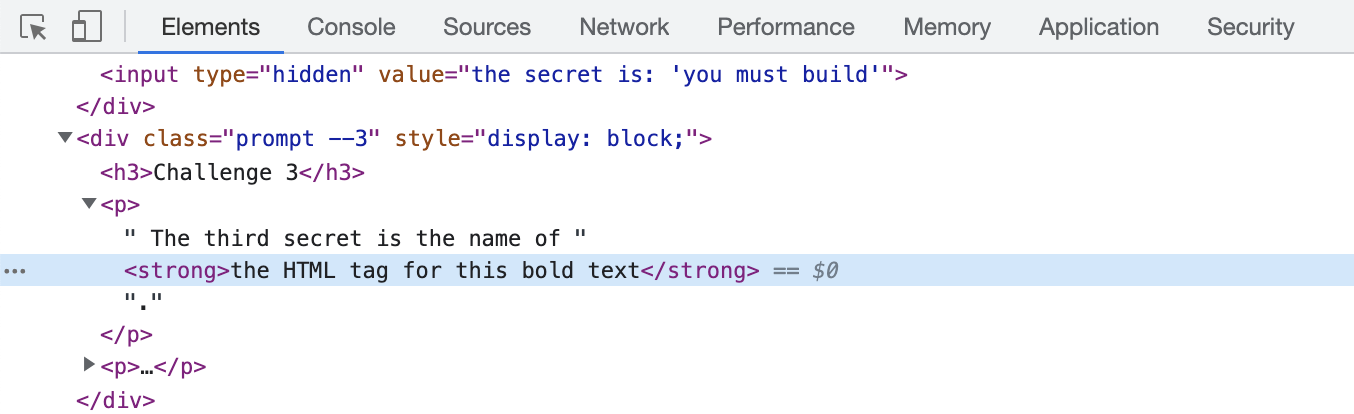 Elements Console Sources Network Performance Memory Application Security
<input type="hidden" value="the secret is: 'you must build'">
</div>
<div class="prompt --3" style="display: block;">
<h3>Challenge 3</h3>
<p>
" The third secret is the name of "
<strong>the HTML tag for this bold text</strong> == $0
"."
</p>
<p>…</p>
</div>